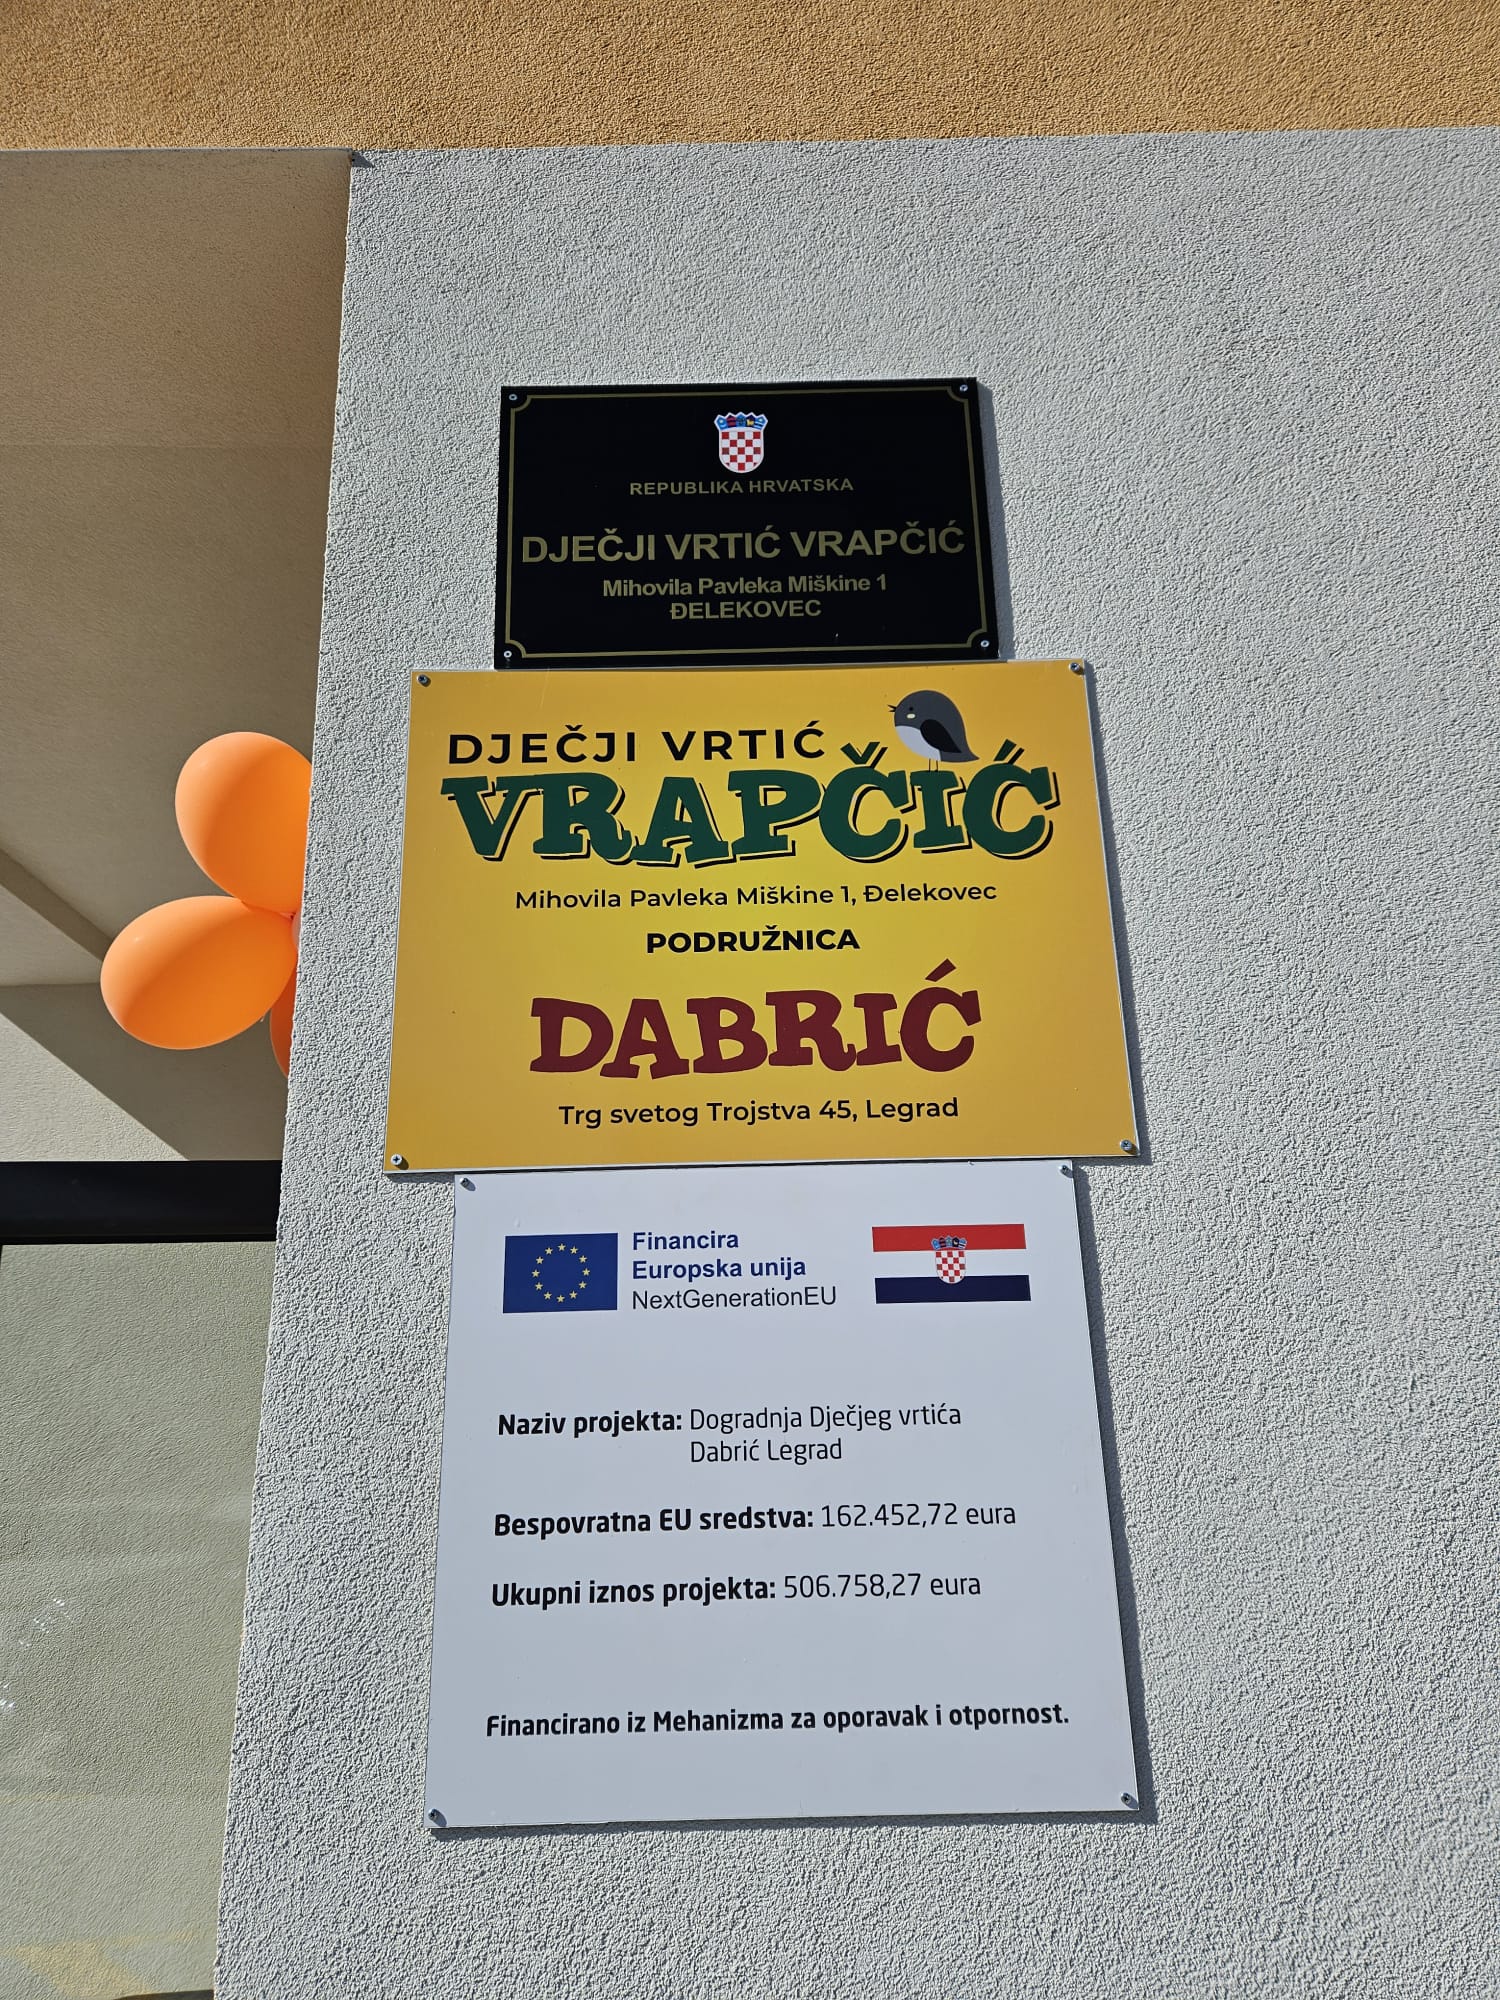 REPUBLIKA HRVATSKA
DJEČJI VRTIĆ VRAPČIĆ
Mihovila Pavleka Miškine 1
ĐELEKOVEC
DJEČJI VRTIĆ
VRAPČIĆ
Mihovila Pavleka Miškine 1, Đelekovec
PODRUŽNICA
DABRIĆ
Trg svetog Trojstva 45, Legrad
Financira
Europska unija
NextGenerationEU
Naziv projekta: Dogradnja Dječjeg vrtića
Dabrić Legrad
Bespovratna EU sredstva: 162.452,72 eura
Ukupni iznos projekta: 506.758,27 eura
Financirano iz Mehanizma za oporavak i otpornost.